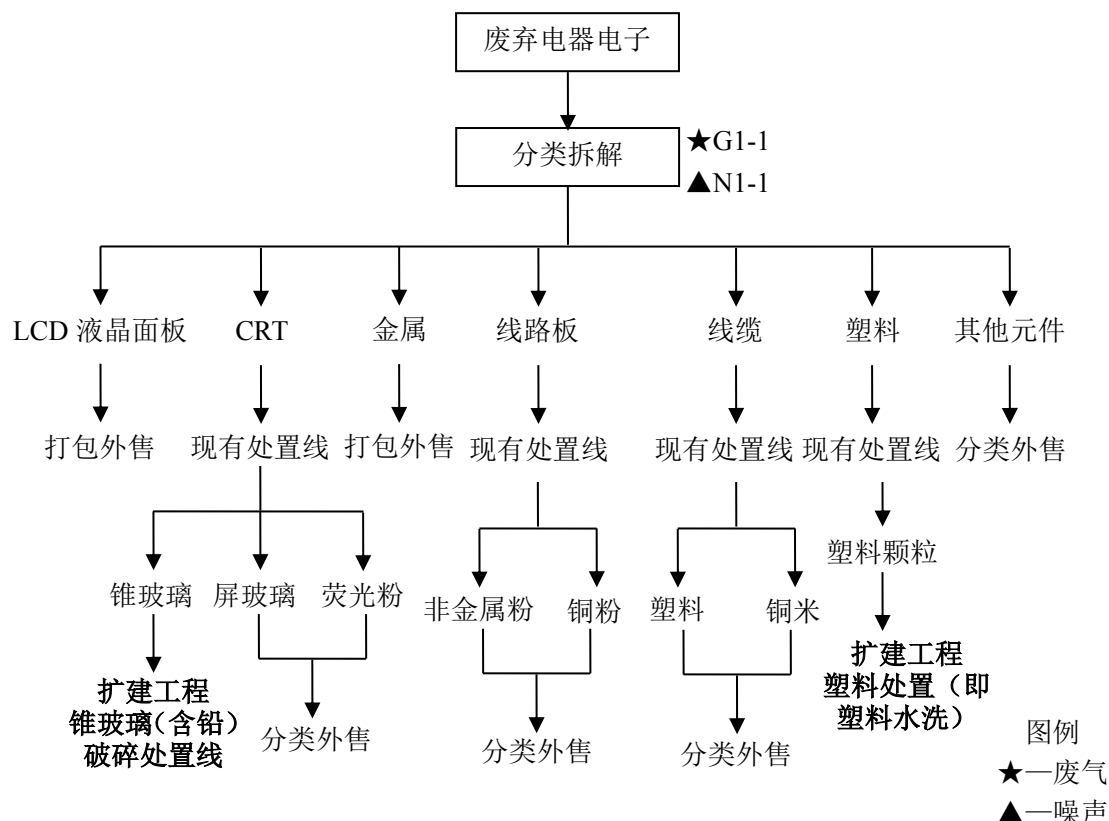 废弃电器电子
分类拆解
★G1-1
▲N1-1
LCD 液晶面板
CRT
金属
线路板
线缆
塑料
其他元件
打包外售
现有处置线
打包外售
现有处置线
现有处置线
现有处置线
分类外售
锥玻璃
屏玻璃
荧光粉
非金属粉
铜粉
塑料
铜米
塑料颗粒
扩建工程
锥玻璃(含铅)
破碎处置线
分类外售
分类外售
分类外售
扩建工程
塑料处置（即
塑料水洗）
图例
★—废气
▲—噪声